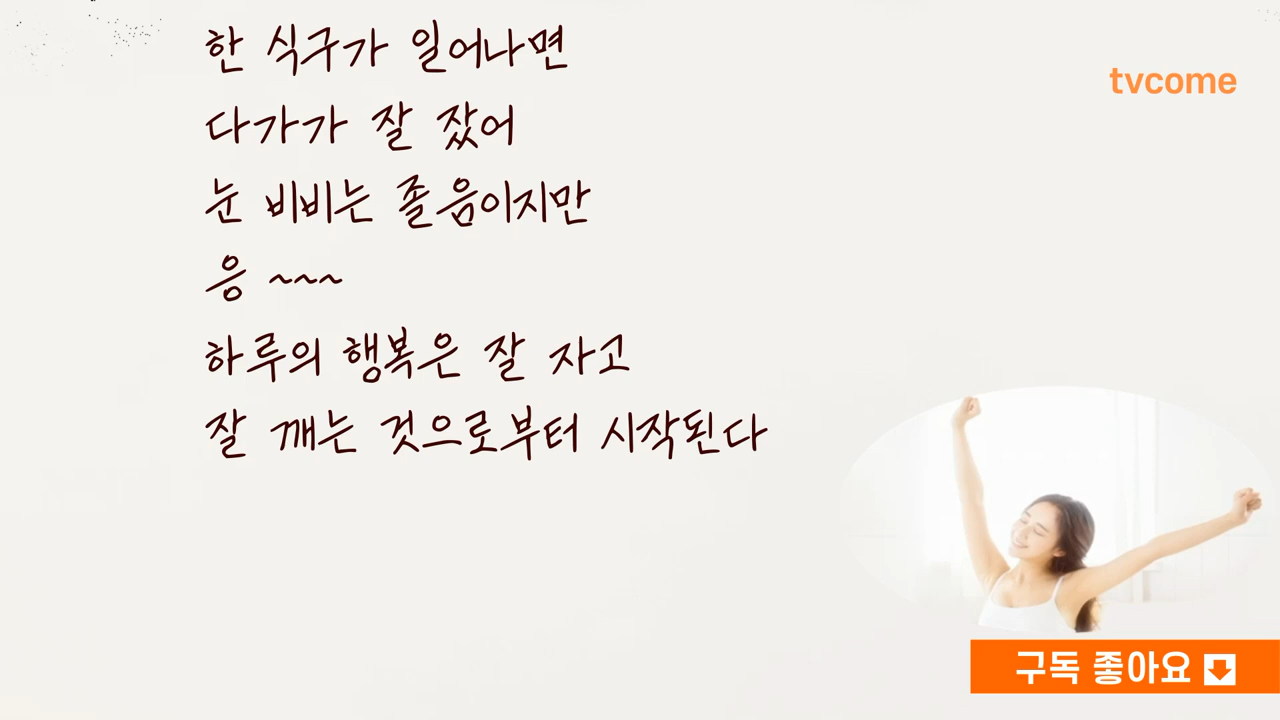 한 식구가 일어나면
tvcome
다가가 잘 잤어
눈 비비는 졸음이지만
응 ~~~
하루의 행복은 잘 자고
잘 깨는 것으로부터 시작된다
구독 좋아요